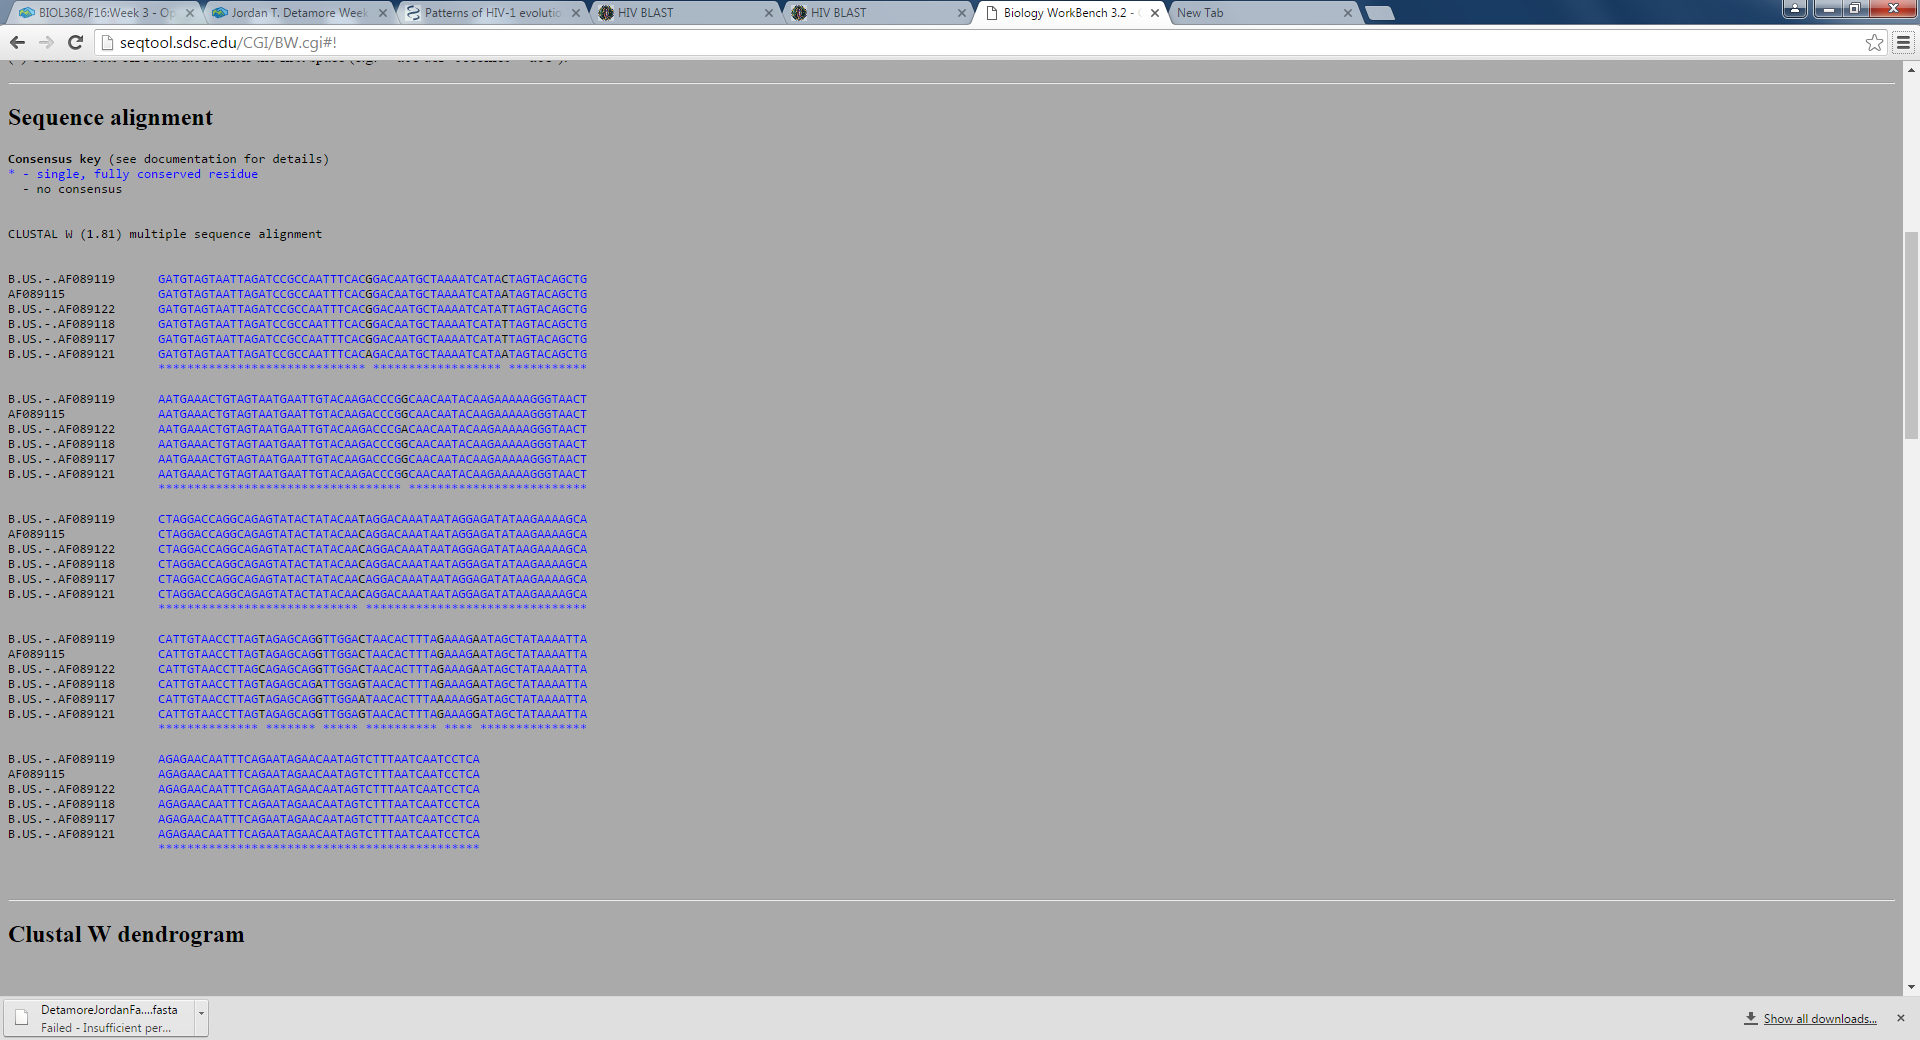 BIOL368/F16:Week 3 - Op
Jordan T. Detamore Week
Patterns of HIV-1 evolutio
HIV BLAST
HIV BLAST
Biology WorkBench 3.2 -
New Tab
seqtool.sdsc.edu/CGI/BW.cgi#!
Sequence alignment
Consensus key (see documentation for details)
* - single, fully conserved residue
- no consensus
CLUSTAL W (1.81) multiple sequence alignment
B.US.-.AF089119 GATGTAGTAATTAGATCCGCCAATTTCACGGACAATGCTAAAATCATACTAGTACAGCTG
AF089115 GATGTAGTAATTAGATCCGCCAATTTCACGGACAATGCTAAAATCATAATAGTACAGCTG
B.US.-.AF089122 GATGTAGTAATTAGATCCGCCAATTTCACGGACAATGCTAAAATCATATTAGTACAGCTG
B.US.-.AF089118 GATGTAGTAATTAGATCCGCCAATTTCACGGACAATGCTAAAATCATATTAGTACAGCTG
B.US.-.AF089117 GATGTAGTAATTAGATCCGCCAATTTCACGGACAATGCTAAAATCATATTAGTACAGCTG
B.US.-.AF089121 GATGTAGTAATTAGATCCGCCAATTTCACAGACAATGCTAAAATCATAATAGTACAGCTG
***************************** ****************** ***********
B.US.-.AF089119 AATGAAACTGTAGTAATGAATTGTACAAGACCCGGCAACAATACAAGAAAAAGGGTAACT
AF089115 AATGAAACTGTAGTAATGAATTGTACAAGACCCGGCAACAATACAAGAAAAAGGGTAACT
B.US.-.AF089122 AATGAAACTGTAGTAATGAATTGTACAAGACCCGACAACAATACAAGAAAAAGGGTAACT
B.US.-.AF089118 AATGAAACTGTAGTAATGAATTGTACAAGACCCGGCAACAATACAAGAAAAAGGGTAACT
B.US.-.AF089117 AATGAAACTGTAGTAATGAATTGTACAAGACCCGGCAACAATACAAGAAAAAGGGTAACT
B.US.-.AF089121 AATGAAACTGTAGTAATGAATTGTACAAGACCCGGCAACAATACAAGAAAAAGGGTAACT
********************************** *************************
B.US.-.AF089119 CTAGGACCAGGCAGAGTATACTATACAATAGGACAAATAATAGGAGATATAAGAAAAGCA
AF089115 CTAGGACCAGGCAGAGTATACTATACAACAGGACAAATAATAGGAGATATAAGAAAAGCA
B.US.-.AF089122 CTAGGACCAGGCAGAGTATACTATACAACAGGACAAATAATAGGAGATATAAGAAAAGCA
B.US.-.AF089118 CTAGGACCAGGCAGAGTATACTATACAACAGGACAAATAATAGGAGATATAAGAAAAGCA
B.US.-.AF089117 CTAGGACCAGGCAGAGTATACTATACAACAGGACAAATAATAGGAGATATAAGAAAAGCA
B.US.-.AF089121 CTAGGACCAGGCAGAGTATACTATACAACAGGACAAATAATAGGAGATATAAGAAAAGCA
**************************** *******************************
B.US.-.AF089119 CATTGTAACCTTAGTAGAGCAGGTTGGACTAACACTTTAGAAAGAATAGCTATAAAATTA
AF089115 CATTGTAACCTTAGTAGAGCAGGTTGGACTAACACTTTAGAAAGAATAGCTATAAAATTA
B.US.-.AF089122 CATTGTAACCTTAGCAGAGCAGGTTGGACTAACACTTTAGAAAGAATAGCTATAAAATTA
B.US.-.AF089118 CATTGTAACCTTAGTAGAGCAGATTGGAGTAACACTTTAGAAAGAATAGCTATAAAATTA
B.US.-.AF089117 CATTGTAACCTTAGTAGAGCAGGTTGGAATAACACTTTAAAAAGGATAGCTATAAAATTA
B.US.-.AF089121 CATTGTAACCTTAGTAGAGCAGGTTGGAGTAACACTTTAGAAAGGATAGCTATAAAATTA
************** ******* ***** ********** **** ***************
B.US.-.AF089119 AGAGAACAATTTCAGAATAGAACAATAGTCTTTAATCAATCCTCA
AF089115 AGAGAACAATTTCAGAATAGAACAATAGTCTTTAATCAATCCTCA
B.US.-.AF089122 AGAGAACAATTTCAGAATAGAACAATAGTCTTTAATCAATCCTCA
B.US.-.AF089118 AGAGAACAATTTCAGAATAGAACAATAGTCTTTAATCAATCCTCA
B.US.-.AF089117 AGAGAACAATTTCAGAATAGAACAATAGTCTTTAATCAATCCTCA
B.US.-.AF089121 AGAGAACAATTTCAGAATAGAACAATAGTCTTTAATCAATCCTCA
*********************************************
Clustal W dendrogram
DetamoreJordanFa....fasta
Failed - Insufficient per...
Show all downloads...